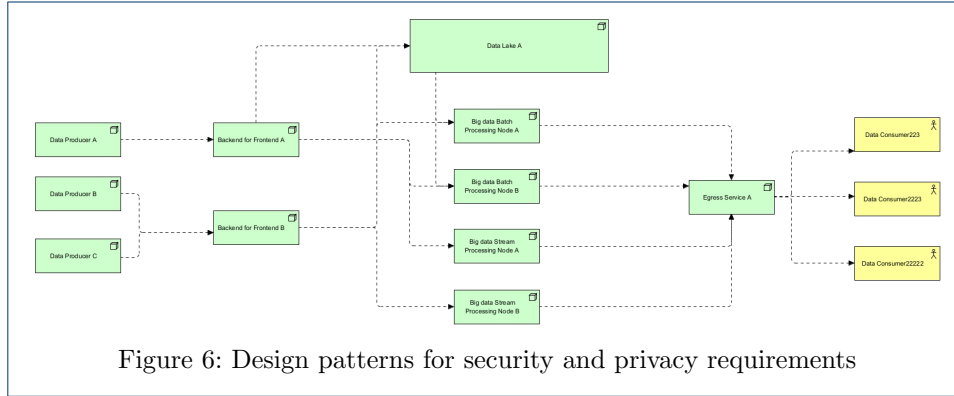 Data Lake A
Big data Batch
Processing Node A
Data Producer A
Backend for Frontend A
Data Consumer223
Data Producer B
Big data Batch
Processing Node B
Egress Service A
Data Consumer2223
Backend for Frontend B
Data Producer C
Big data Stream
Processing Node A
Data Consumer22222
Big data Stream
Processing Node B
Figure 6: Design patterns for security and privacy requirements